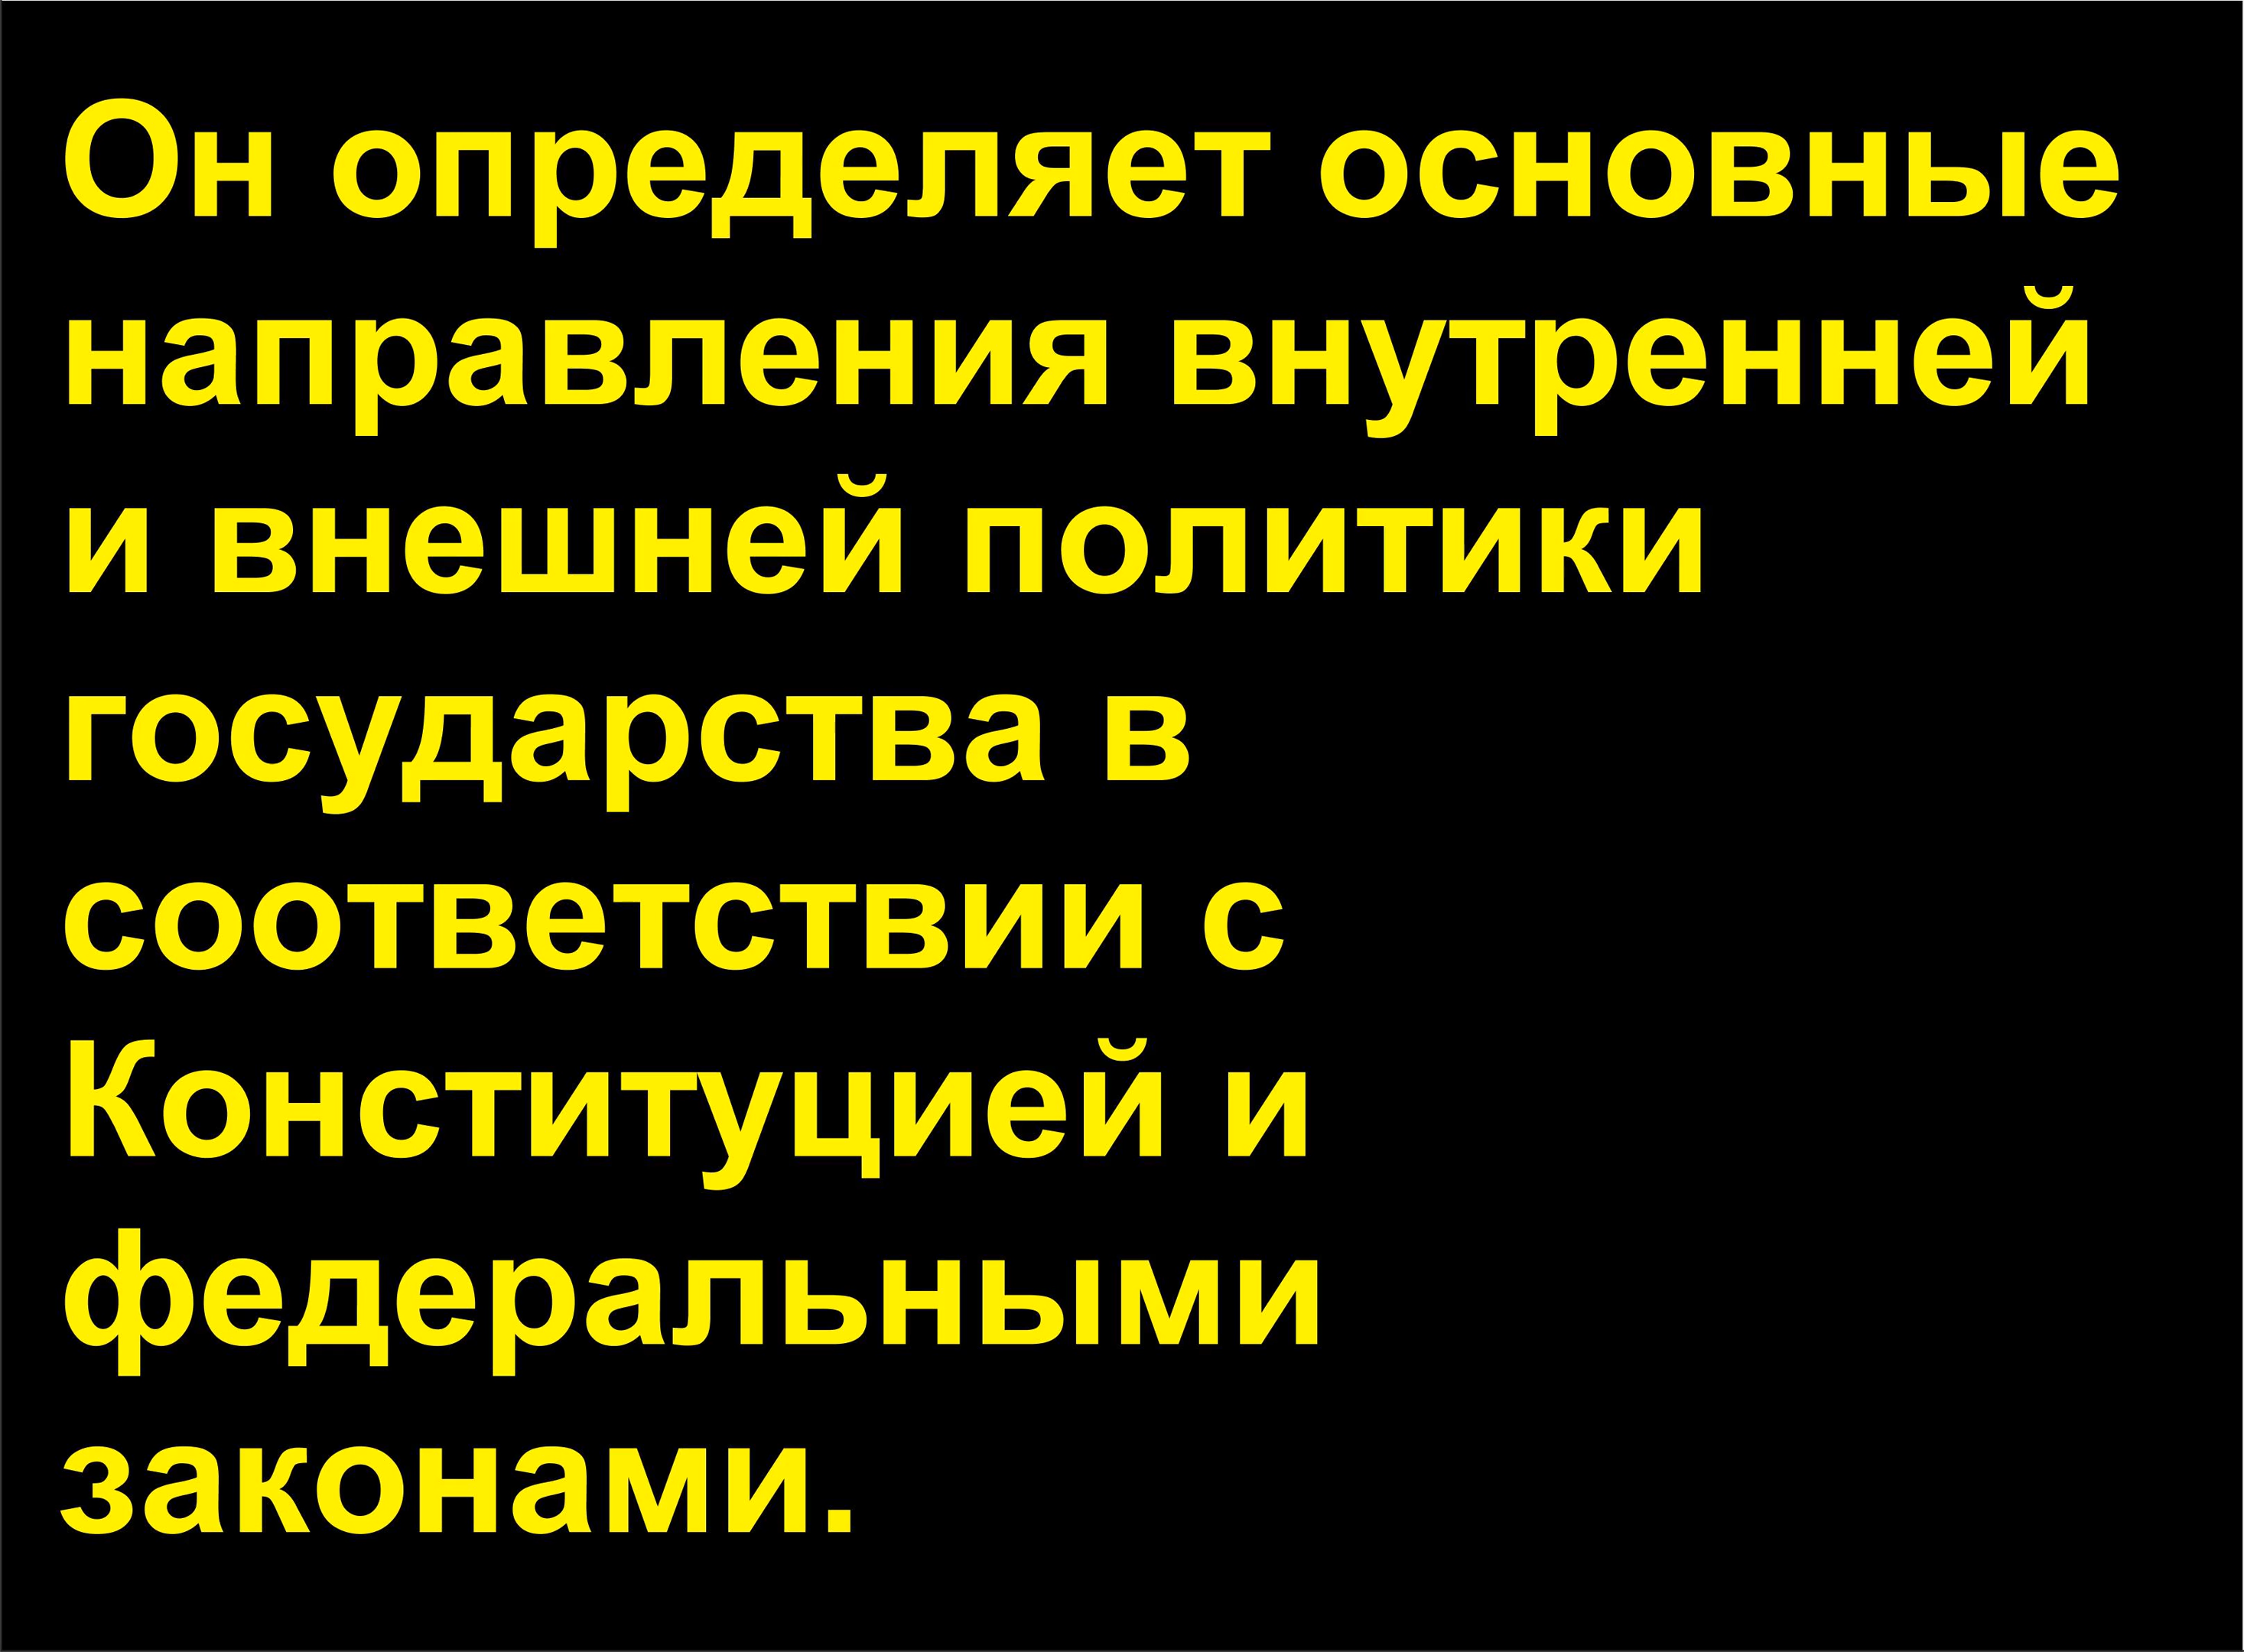 Он определяет основные
направления внутренней
и внешней политики
государства в
соответствии с
Конституцией и
федеральными
законами.